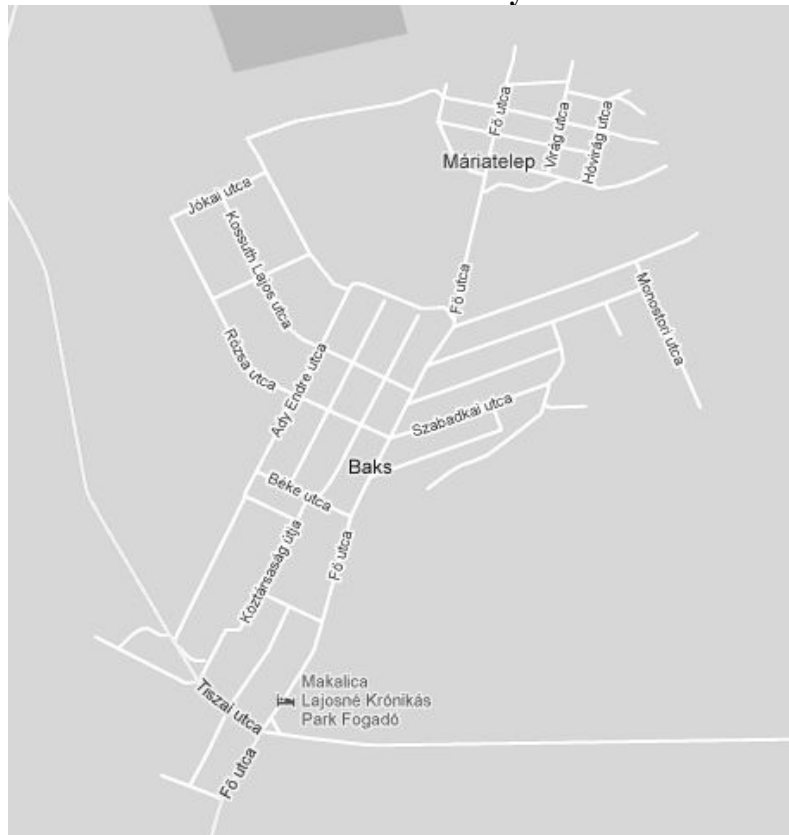 Fő utca
Virág utca
Hóvirág utca
Máriatelep
Jókai utca
Kossuth Lajos utca
Fő utca
Monostori utca
Rózsa utca
Ady Endre utca
Szabadkai utca
Baks
Béke utca
Köztársaság útja
Fő utca
Tiszai utca
Makalica
Lajosné Krónikás
Park Fogadó
Fő utca